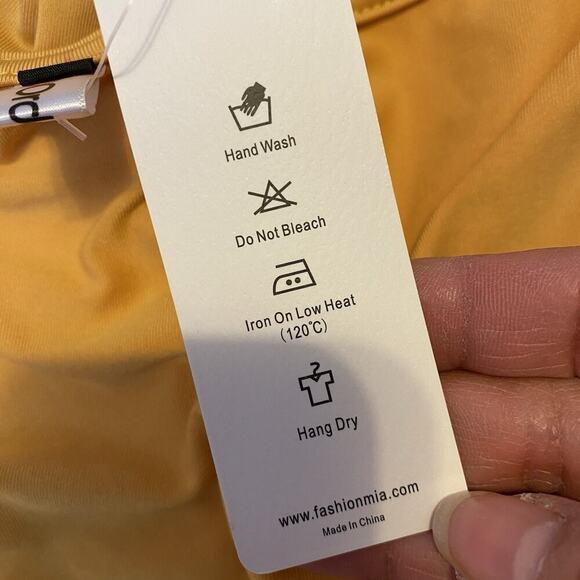 Hand Wash
Do Not Bleach
Iron On Low Heat
(120°C)
Hang Dry
www.fashionmia.com
Made In China